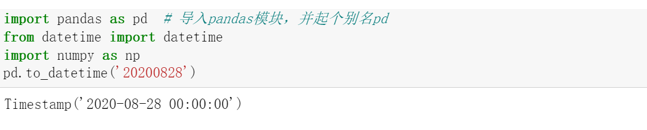 import pandas as pd  # 导入pandas模块，并起个别名pd
from datetime import datetime
import numpy as np
pd.to_datetime('20200828')
Timestamp('2020-08-28 00:00:00')